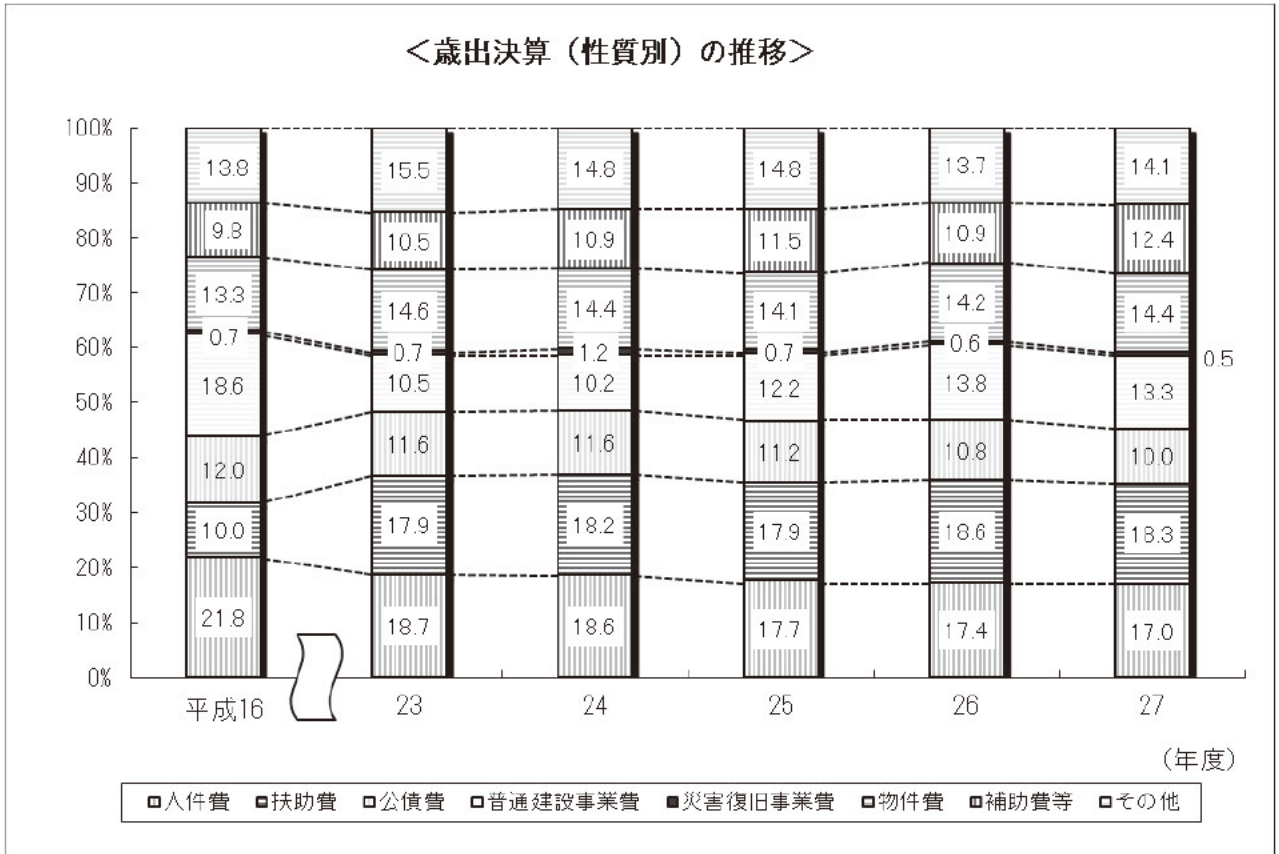 <歳出決算(性質別)の推移>
100%
90%
80%
70%
60%
50%
40%
30%
20%
10%
0%
13.8 15.5 14.8 14.8 13.7 14.1
9.8 10.5 10.9 11.5 10.9 12.4
13.3 14.6 14.4 14.1 14.2 14.4
0.7 0.7 1.2 0.7 0.6 0.5
18.6 10.5 10.2 12.2 13.8 13.3
12.0 11.6 11.6 11.2 10.8 10.0
10.0 17.9 18.2 17.9 18.6 18.3
21.8 18.7 18.6 17.7 17.4 17.0
平成16 23 24 25 26 27
(年度)
人件費 扶助費 公債費 普通建設事業費 災害復旧事業費 物件費 補助費等 その他